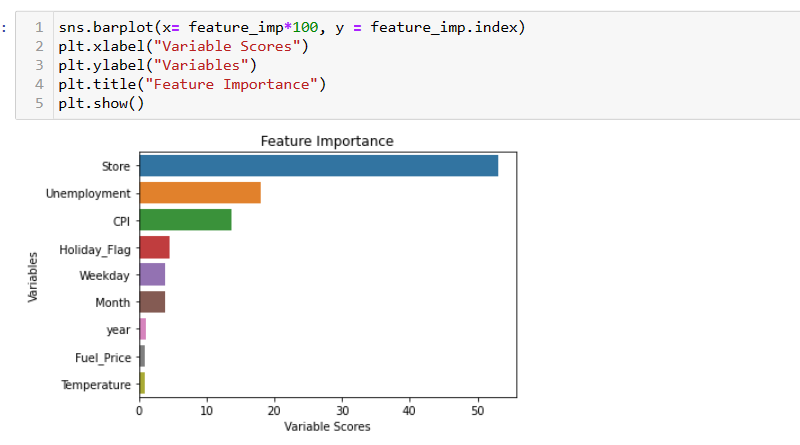 :
1 sns.barplot(x= feature_imp*100, y = feature_imp.index)
2 plt.xlabel("Variable Scores")
3 plt.ylabel("Variables")
4 plt.title("Feature Importance")
5 plt.show()
Feature Importance
Store
Unemployment
CPI
Holiday_Flag
Weekday
Month
year
Fuel_Price
Temperature
Variables
0 10 20 30 40 50
Variable Scores